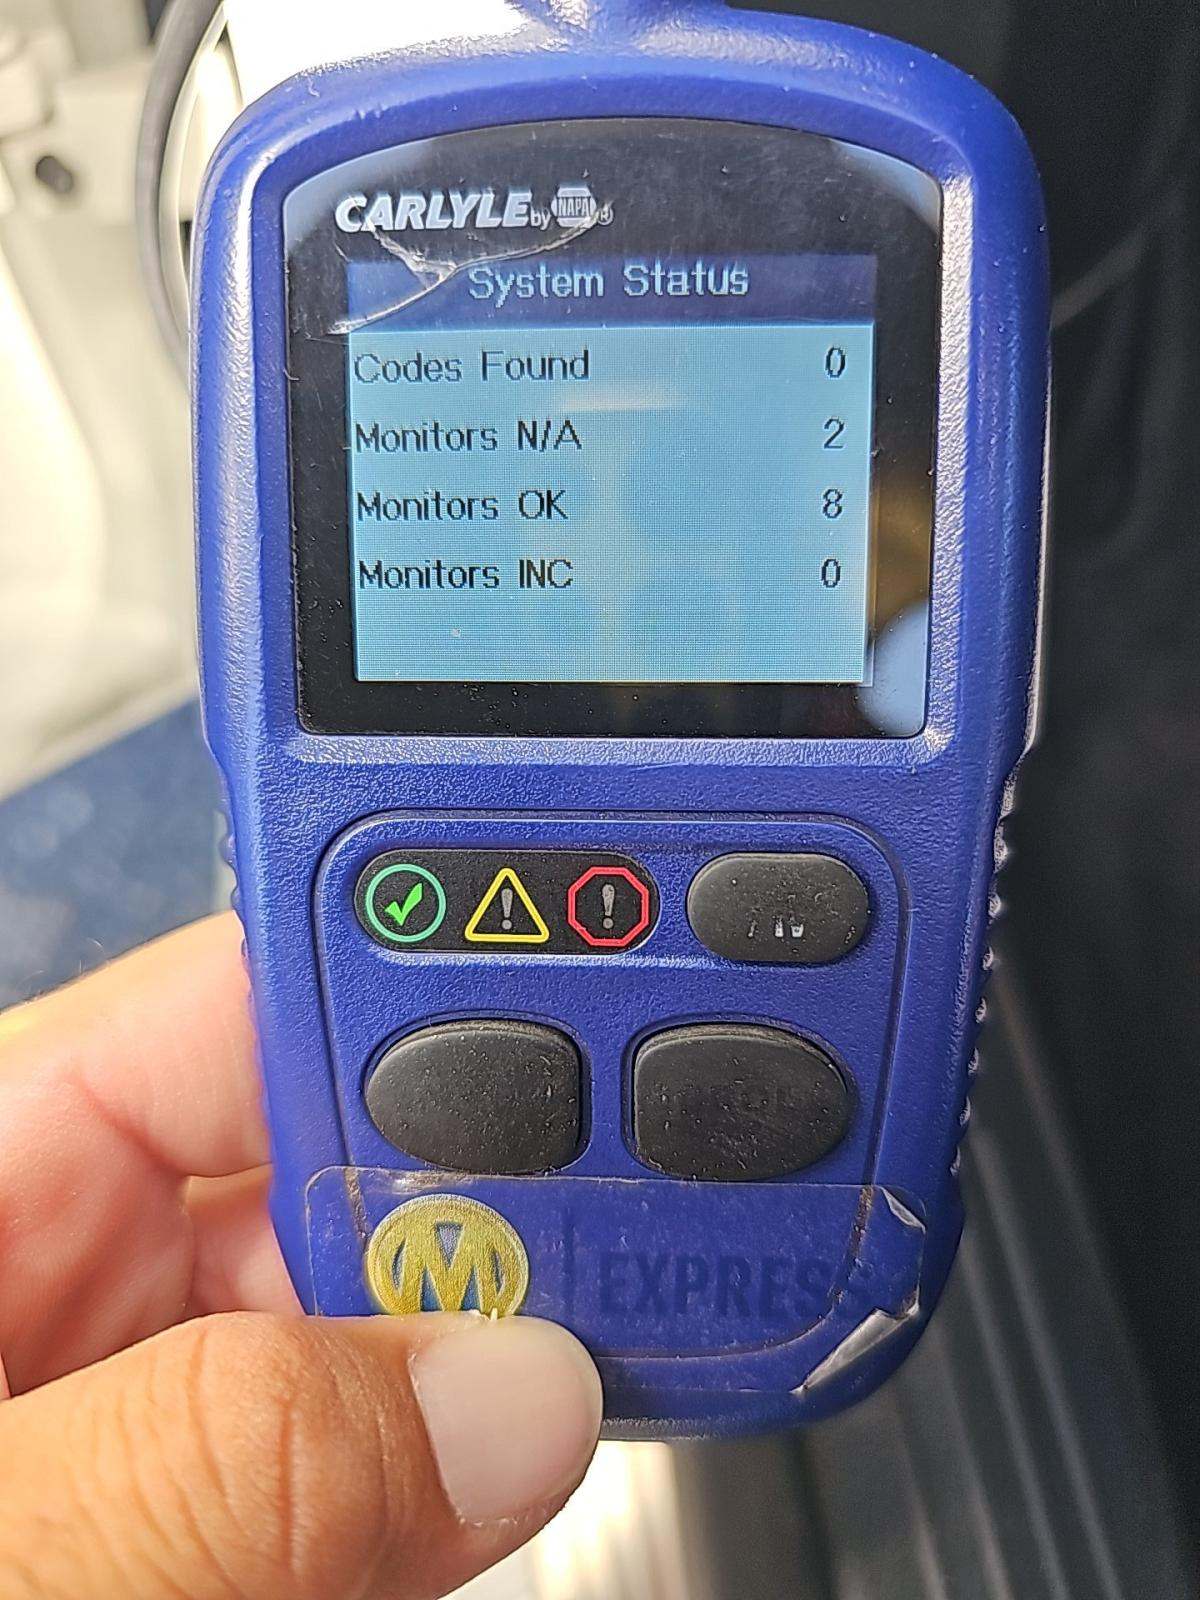 CARLYLE by NAPA ®
System Status
Codes Found 0
Monitors N/A 2
Monitors OK 8
Monitors INC 0
M EXPRESS